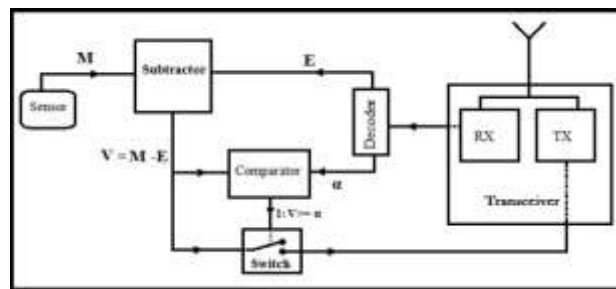 M
Subtractor
E
Sensor
Decoder
RX
TX
V = M -E
Comparator
α
Transceiver
1: V>= α
Switch